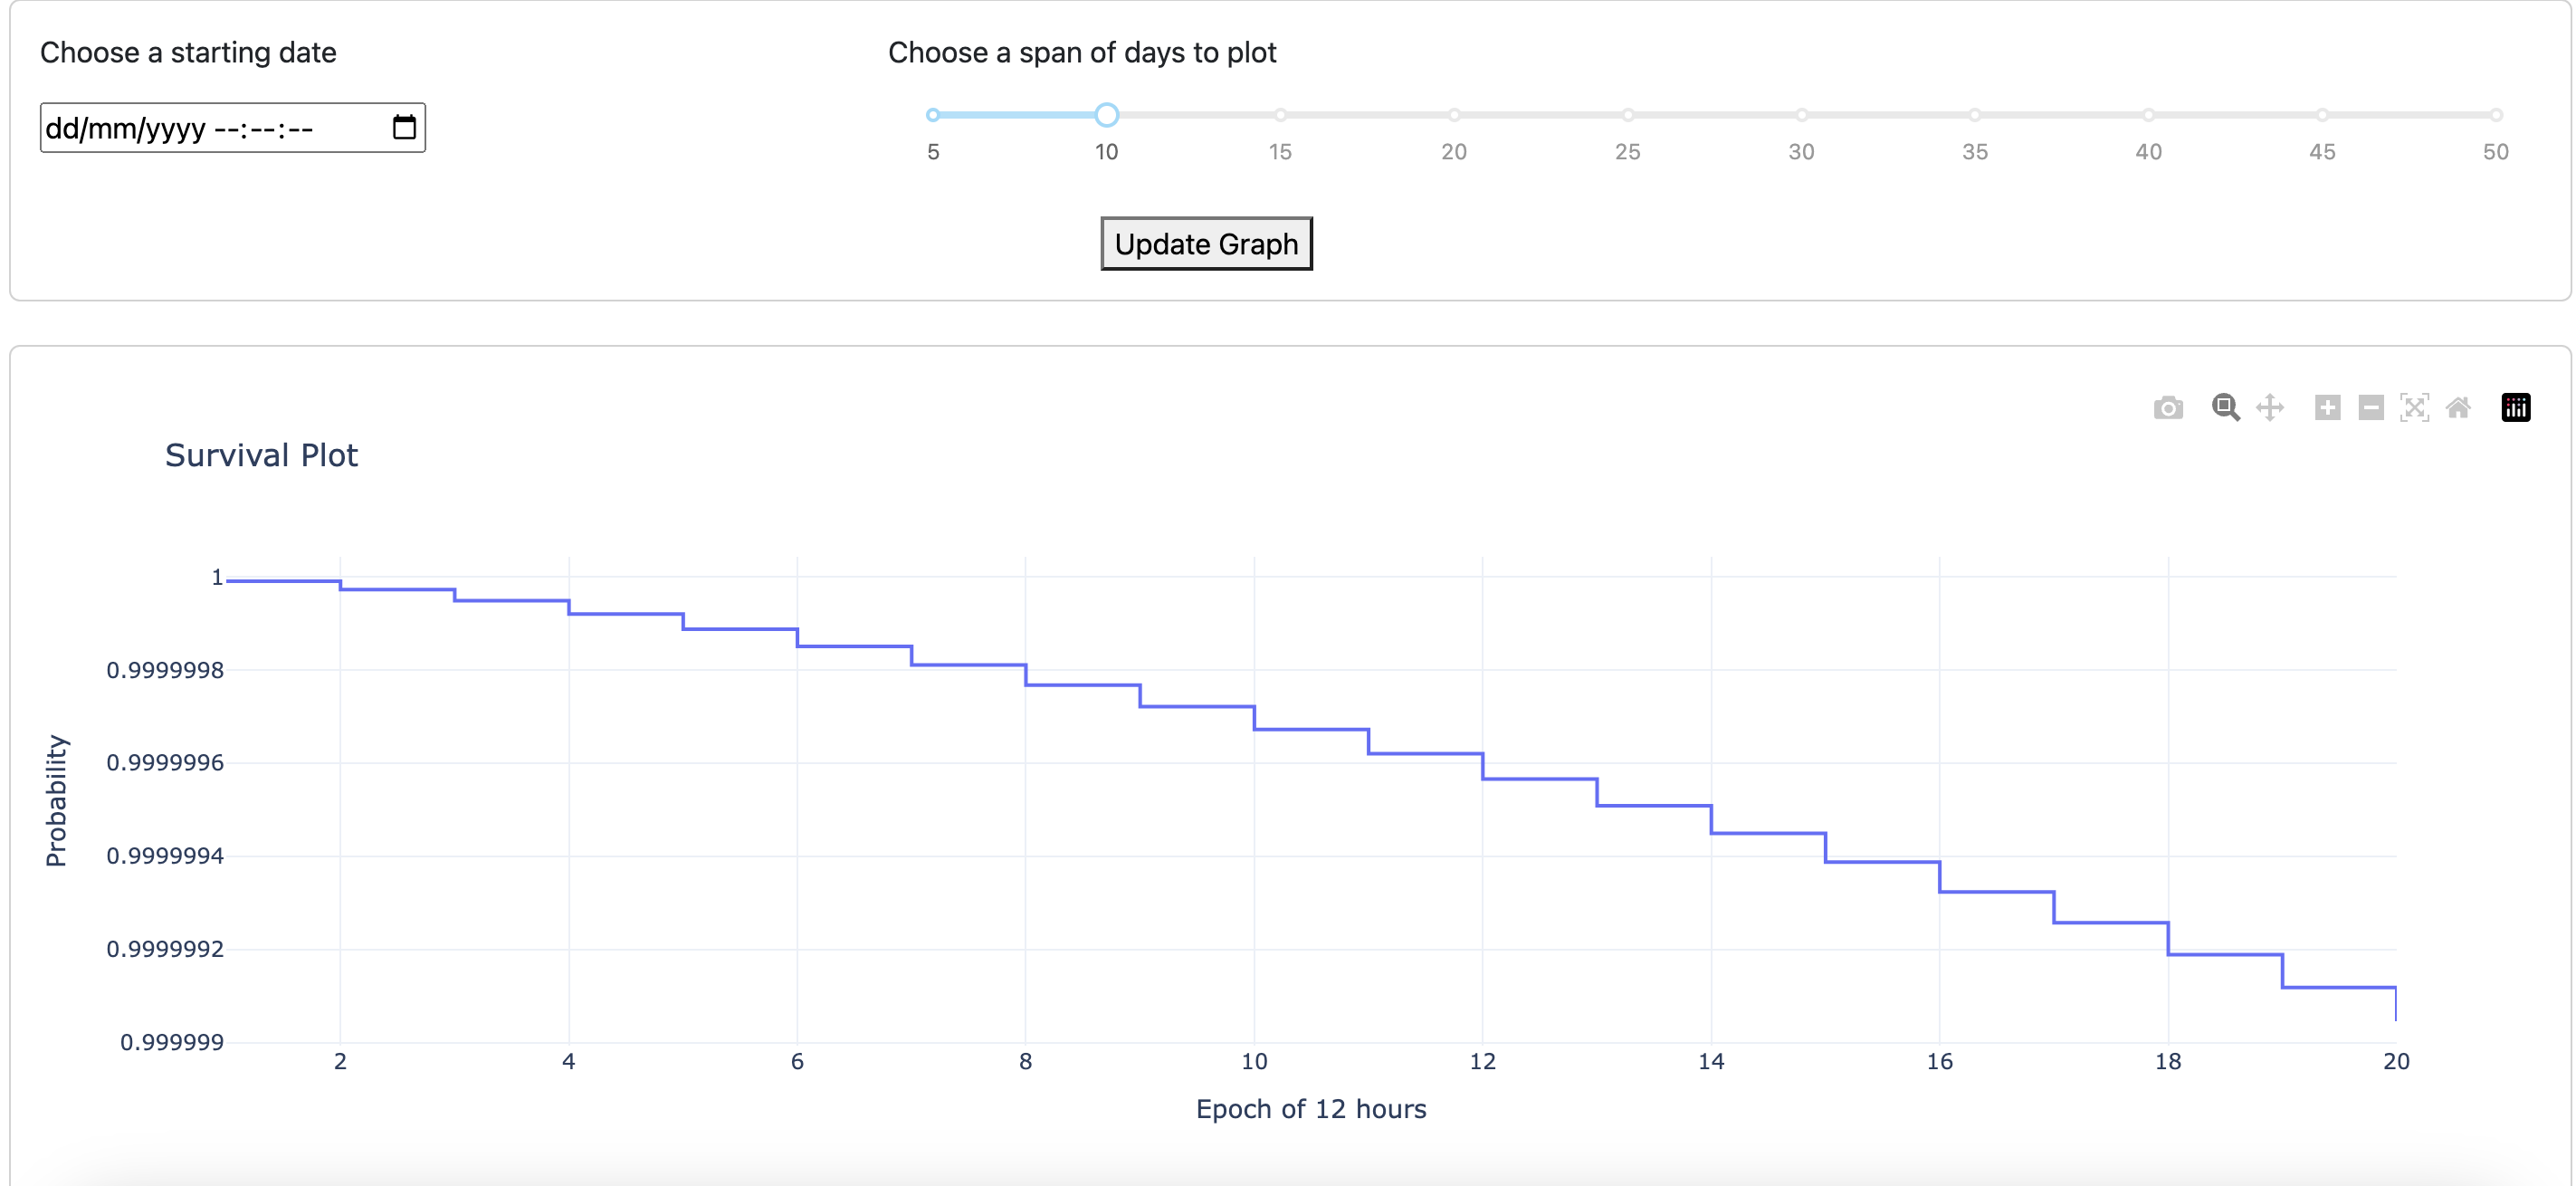 Choose a starting date
Choose a span of days to plot
dd/mm/yyyy --:--:--
5 10 15 20 25 30 35 40 45 50
Update Graph
Survival Plot
1
0.9999998
0.9999996
0.9999994
0.9999992
0.999999
Probability
2 4 6 8 10 12 14 16 18 20
Epoch of 12 hours